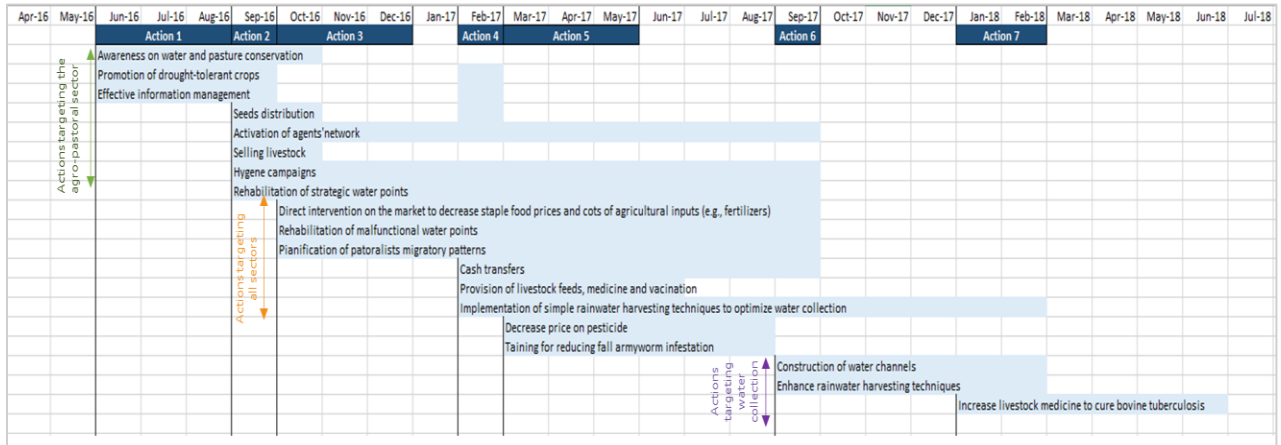 Apr-16 May-16 Jun-16 Jul-16 Aug-16 Sep-16 Oct-16 Nov-16 Dec-16 Jan-17 Feb-17 Mar-17 Apr-17 May-17 Jun-17 Jul-17 Aug-17 Sep-17 Oct-17 Nov-17 Dec-17 Jan-18 Feb-18 Mar-18 Apr-18 May-18 Jun-18 Jul-18
Action 1 Action 2 Action 3 Action 4 Action 5 Action 6 Action 7
Actions targeting the
agro-pastoral sector
Awareness on water and pasture conservation
Promotion of drought-tolerant crops
Effective information management
Seeds distribution
Activation of agents'network
Selling livestock
Hygene campaigns
Rehabilitation of strategic water points
Actions targeting
all sectors
Direct intervention on the market to decrease staple food prices and cots of agricultural inputs (e.g., fertilizers)
Rehabilitation of malfunctional water points
Pianification of patoralists migratory patterns
Cash transfers
Provision of livestock feeds, medicine and vacination
Implementation of simple rainwater harvesting techniques to optimize water collection
Decrease price on pesticide
Taining for reducing fall armyworm infestation
Actions
targeting
water
collection
Construction of water channels
Enhance rainwater harvesting techniques
Increase livestock medicine to cure bovine tuberculosis